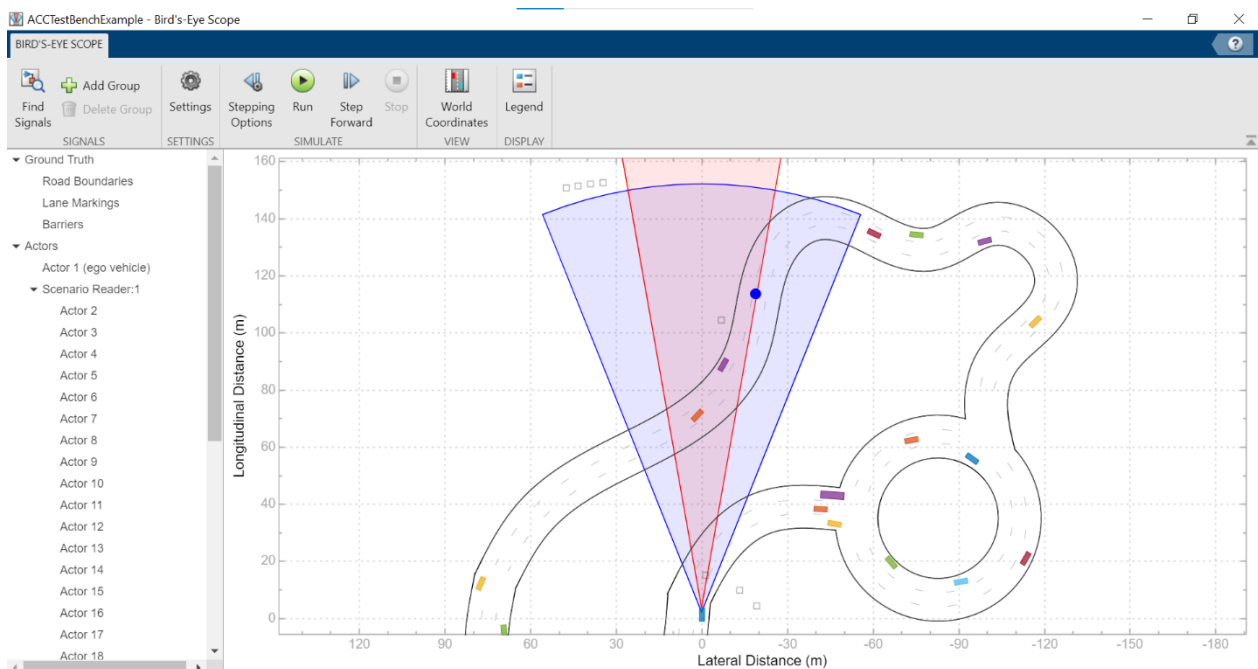 ACCTestBenchExample - Bird's-Eye Scope
BIRD'S-EYE SCOPE
Find Signals
Add Group
Delete Group
Settings
Stepping Options
Run
Step Forward
Stop
World Coordinates
Legend
SIGNALS
SETTINGS
SIMULATE
VIEW
DISPLAY
Ground Truth
Road Boundaries
Lane Markings
Barriers
Actors
Actor 1 (ego vehicle)
Scenario Reader:1
Actor 2
Actor 3
Actor 4
Actor 5
Actor 6
Actor 7
Actor 8
Actor 9
Actor 10
Actor 11
Actor 12
Actor 13
Actor 14
Actor 15
Actor 16
Actor 17
Actor 18
Longitudinal Distance (m)
160
140
120
100
80
60
40
20
0
120
90
60
30
0
-30
-60
-90
-120
-150
-180
Lateral Distance (m)